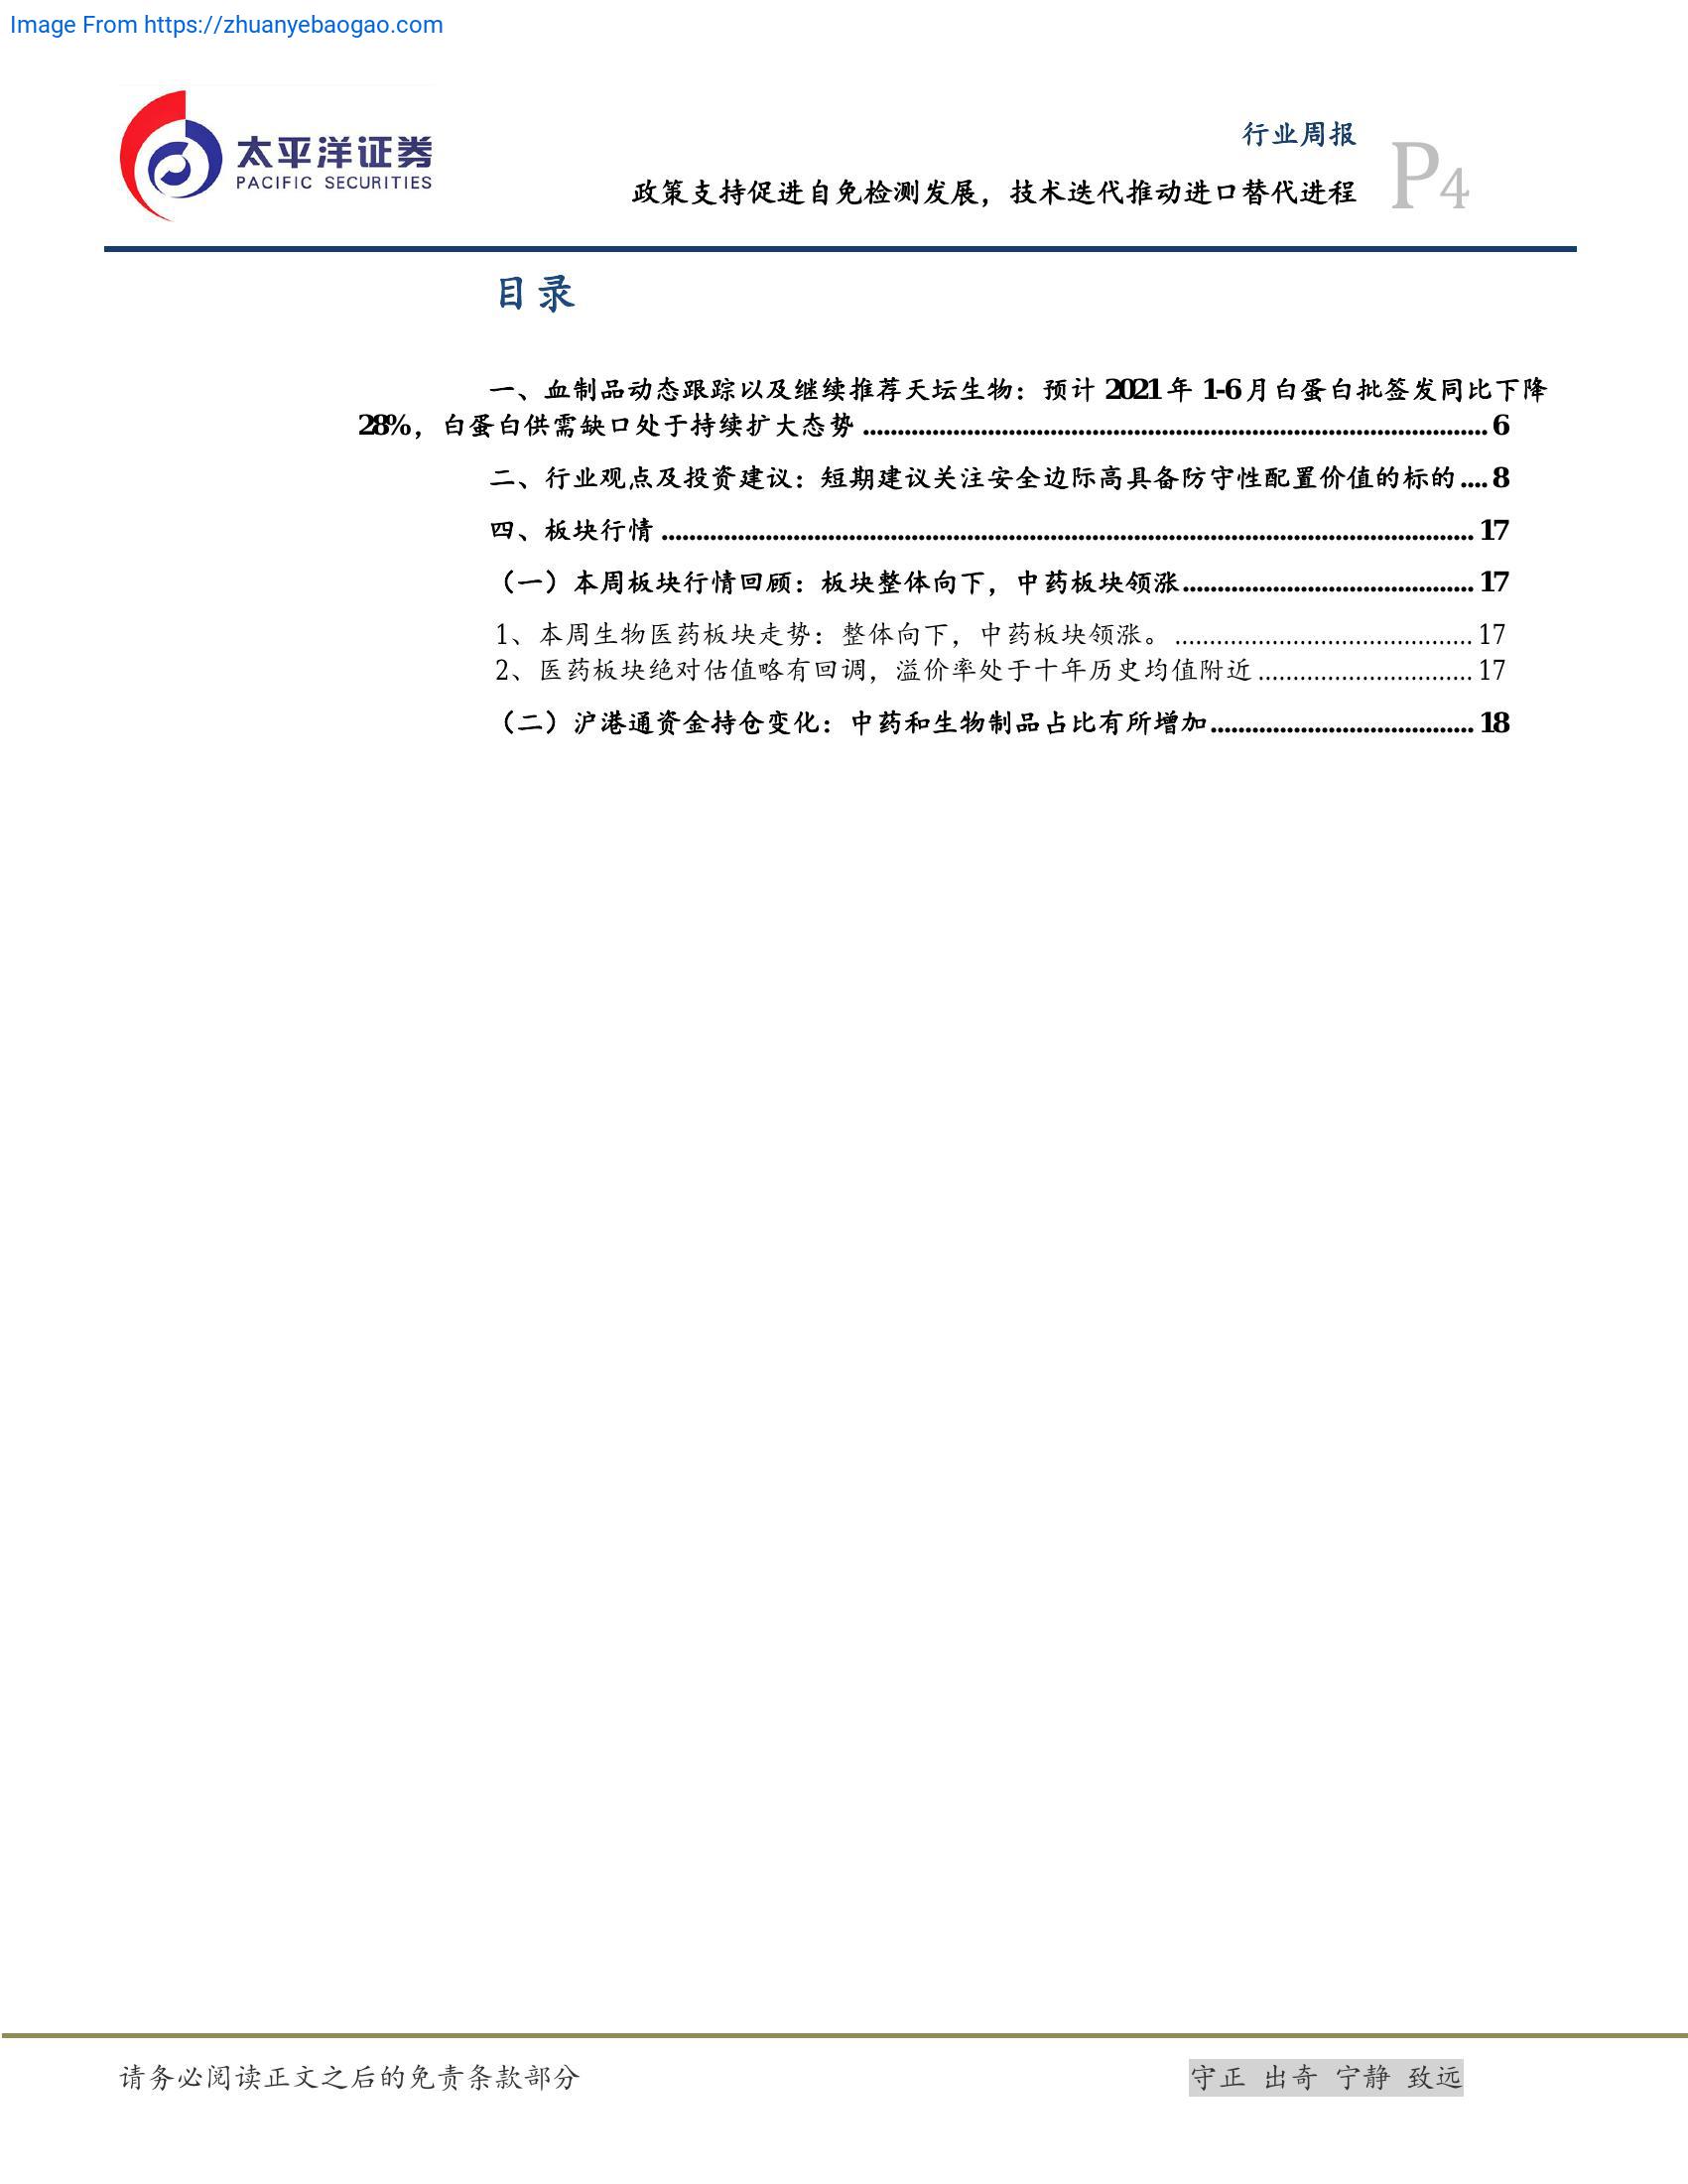 Image From https://zhuanyebaogao.com
太平洋证券
PACIFIC SECURITIES
行业周报
政策支持促进自免检测发展，技术迭代推动进口替代进程
P4
目录
一、血制品动态跟踪以及继续推荐天坛生物：预计 2021 年 1-6 月白蛋白批签发同比下降
28%，白蛋白供需缺口处于持续扩大态势 ........................................................................................ 6
二、行业观点及投资建议：短期建议关注安全边际高具备防守性配置价值的标的 .... 8
四、板块行情 .................................................................................................................. 17
（一）本周板块行情回顾：板块整体向下，中药板块领涨.......................................... 17
1、本周生物医药板块走势：整体向下，中药板块领涨。 ........................................... 17
2、医药板块绝对估值略有回调，溢价率处于十年历史均值附近 ............................... 17
（二）沪港通资金持仓变化：中药和生物制品占比有所增加...................................... 18
请务必阅读正文之后的免责条款部分
守正 出奇 宁静 致远